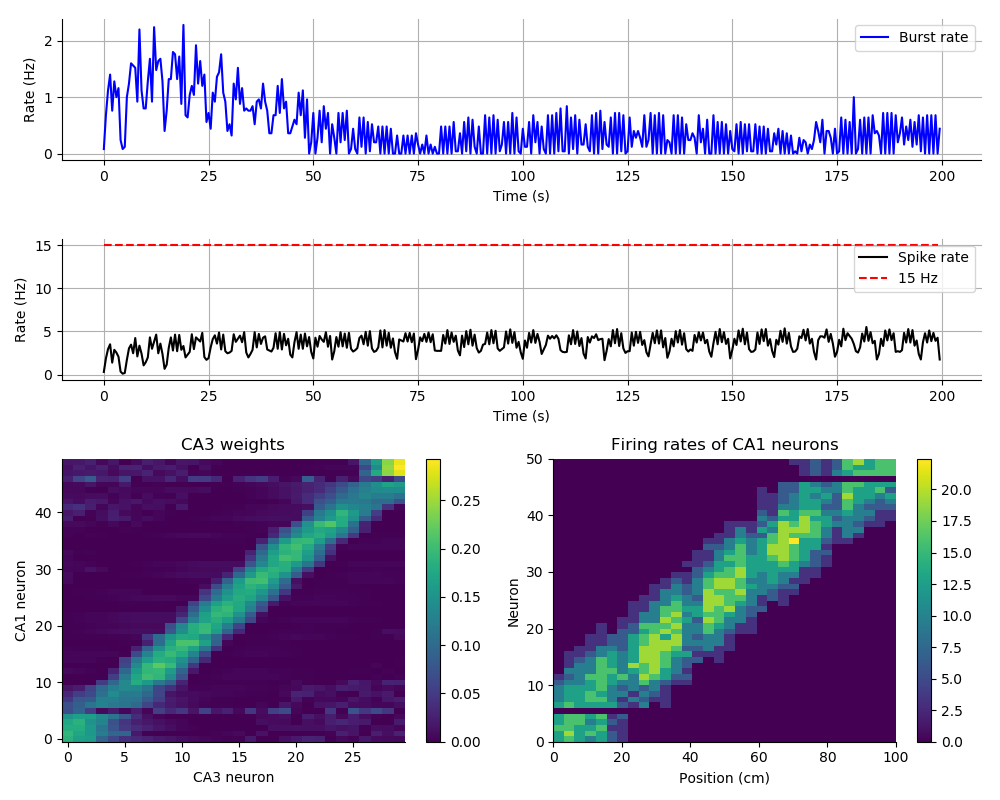 Rate (Hz)
2
1
0
Burst rate
0 25 50 75 100 125 150 175 200
Time (s)
Rate (Hz)
15
10
5
0
Spike rate
15 Hz
0 25 50 75 100 125 150 175 200
Time (s)
CA3 weights
CA1 neuron
40
30
20
10
0
0 5 10 15 20 25
CA3 neuron
0.25
0.20
0.15
0.10
0.05
0.00
Firing rates of CA1 neurons
Neuron
50
40
30
20
10
0
0 20 40 60 80 100
Position (cm)
20.0
17.5
15.0
12.5
10.0
7.5
5.0
2.5
0.0